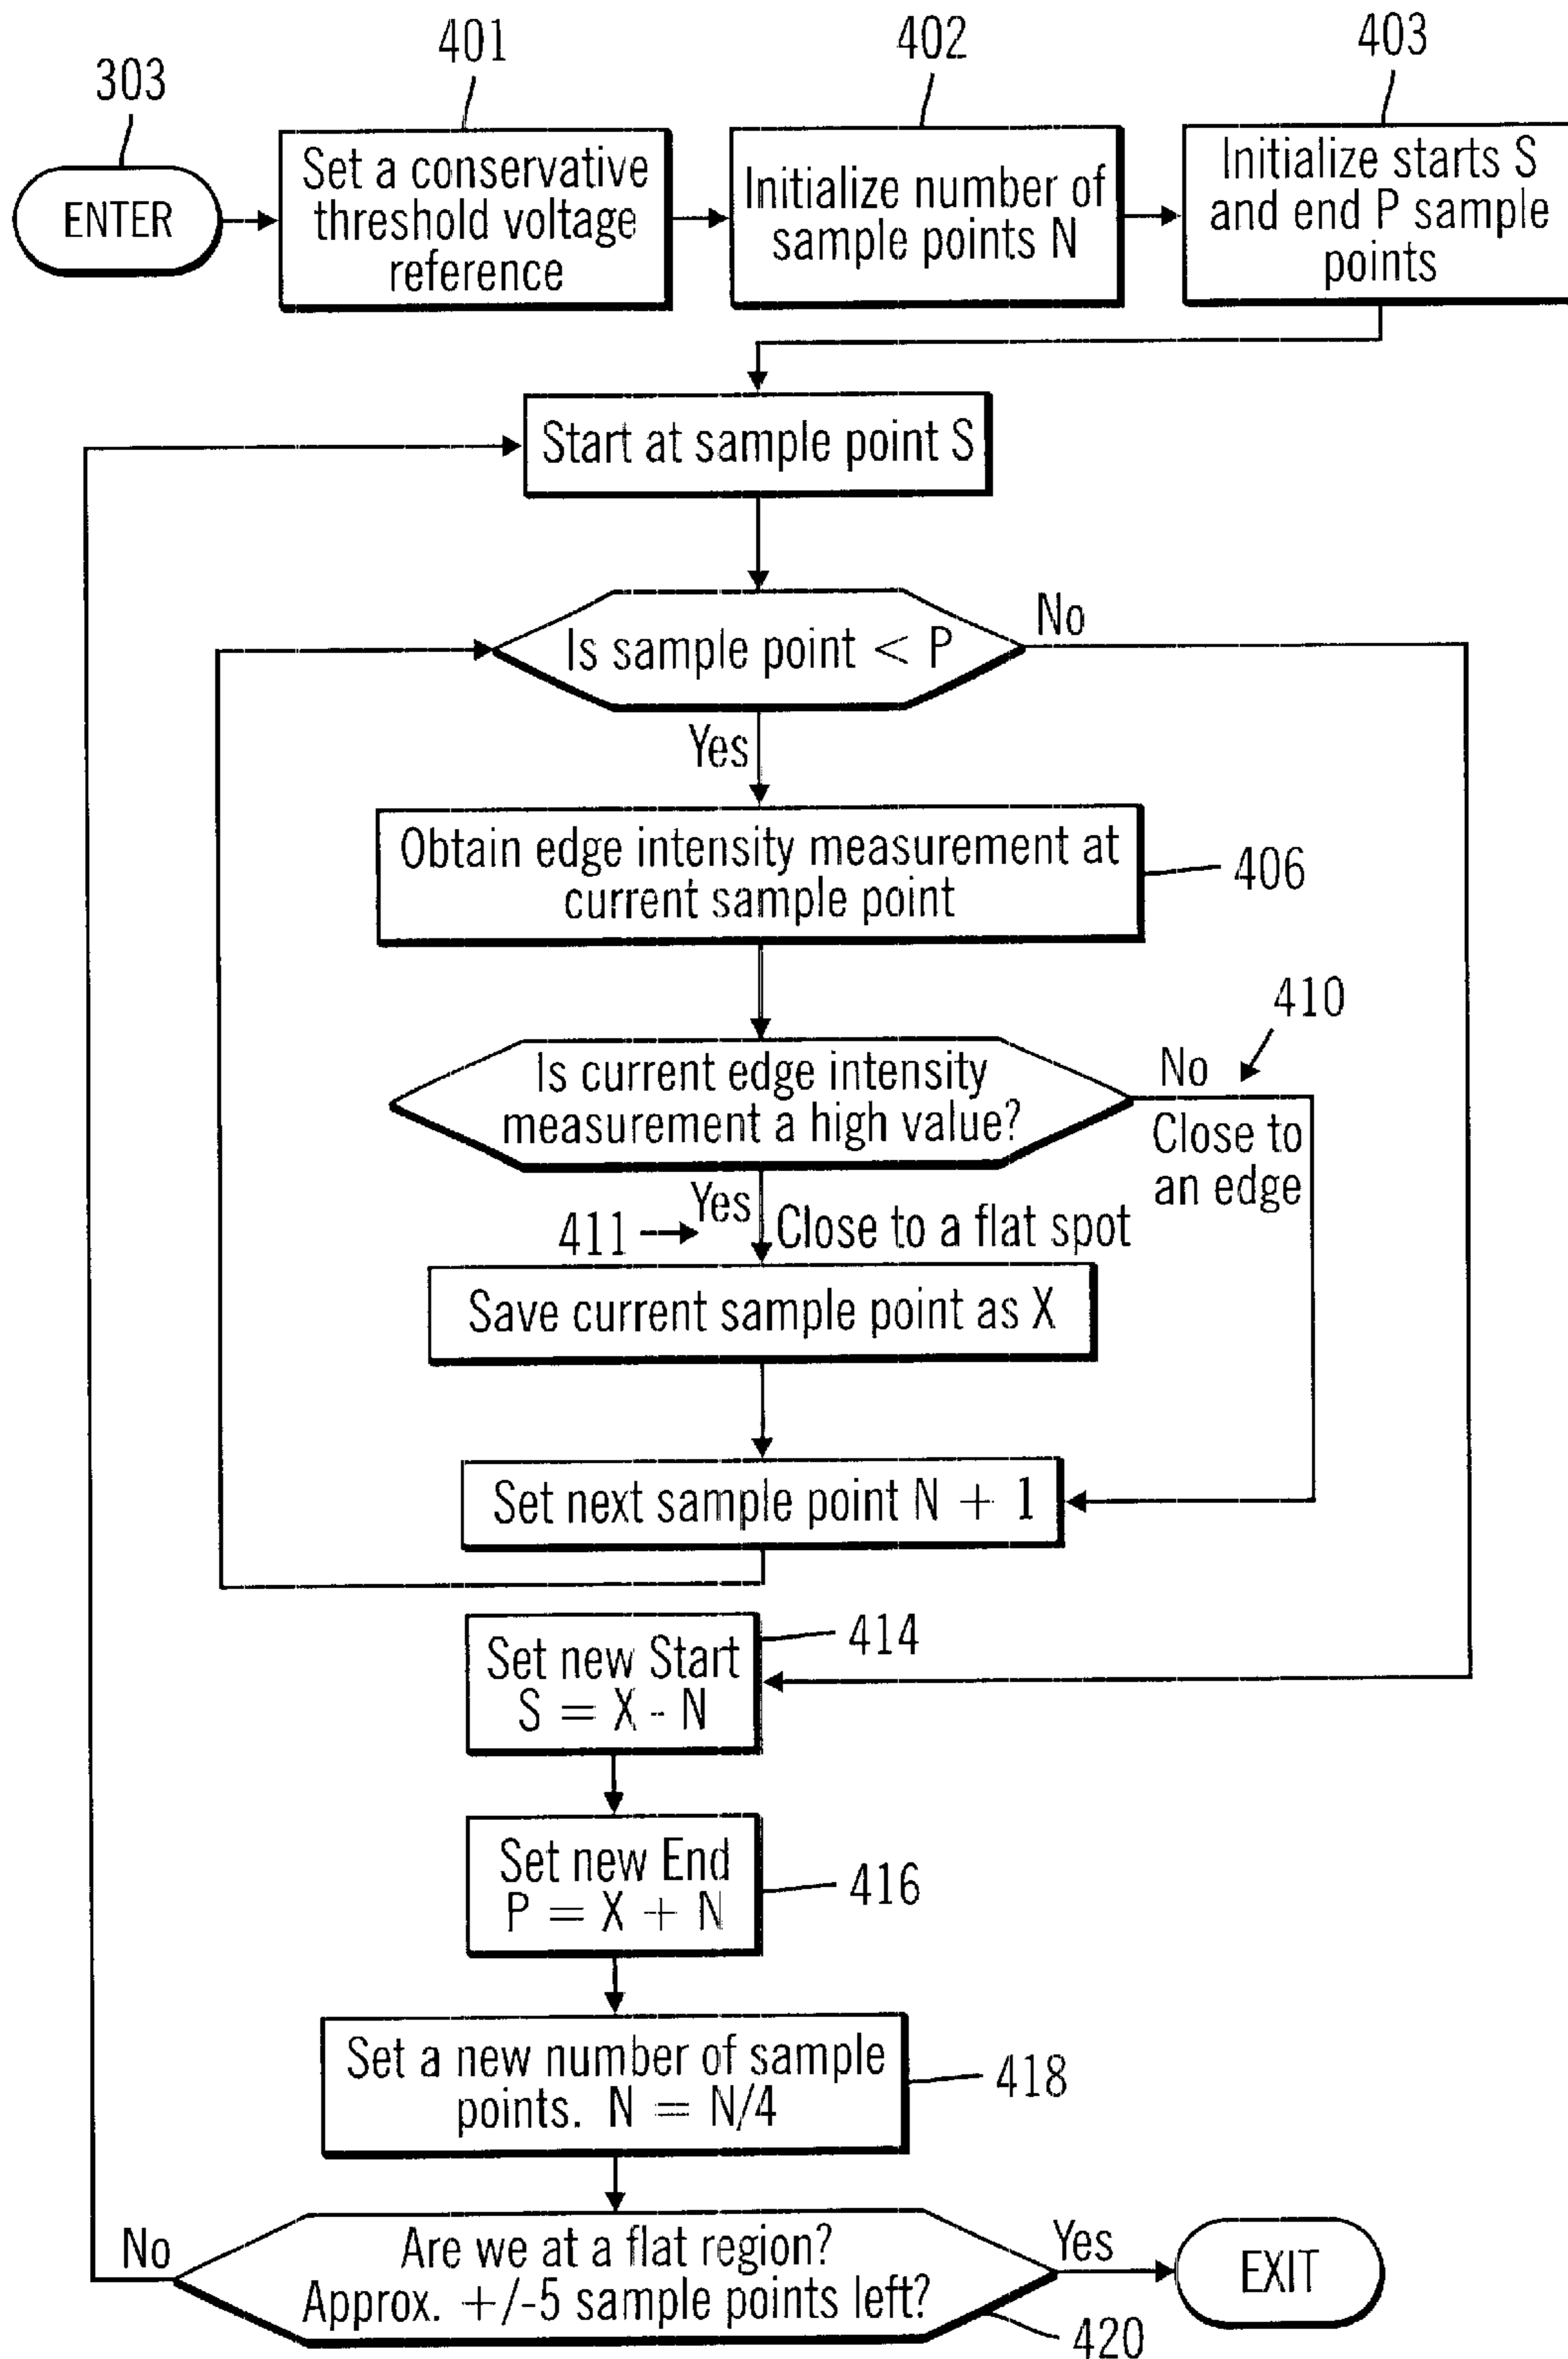 303
401
402
403
ENTER
Set a conservative
threshold voltage
reference
Initialize number of
sample points N
Initialize starts S
and end P sample
points
Start at sample point S
Is sample point < P
No
Yes
Obtain edge intensity measurement at
current sample point
406
Is current edge intensity
measurement a high value?
410
No
Close to
an edge
411
Yes
Close to a flat spot
Save current sample point as X
Set next sample point N + 1
Set new Start
S = X - N
414
Set new End
P = X + N
416
Set a new number of sample
points. N = N/4
418
Are we at a flat region?
Approx. +/-5 sample points left?
No
Yes
EXIT
420